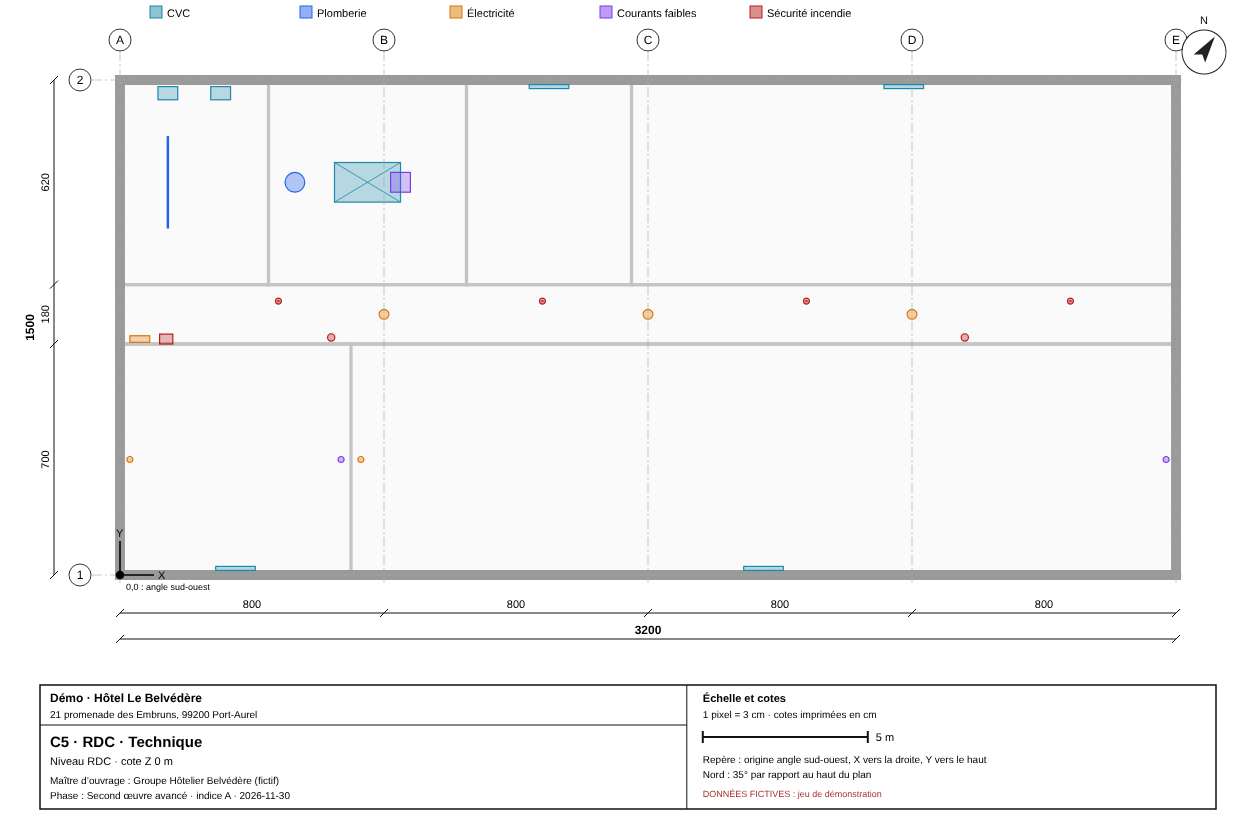 CVC
Plomberie
Électricité
Courants faibles
Sécurité incendie
N
A
B
C
D
E
2
620
180
1500
700
1
Y
X
0,0 : angle sud-ouest
800
800
800
800
3200
Démo · Hôtel Le Belvédère
21 promenade des Embruns, 99200 Port-Aurel
C5 · RDC · Technique
Niveau RDC · cote Z 0 m
Maître d’ouvrage : Groupe Hôtelier Belvédère (fictif)
Phase : Second œuvre avancé · indice A · 2026-11-30
Échelle et cotes
1 pixel = 3 cm · cotes imprimées en cm
5 m
Repère : origine angle sud-ouest, X vers la droite, Y vers le haut
Nord : 35° par rapport au haut du plan
DONNÉES FICTIVES : jeu de démonstration